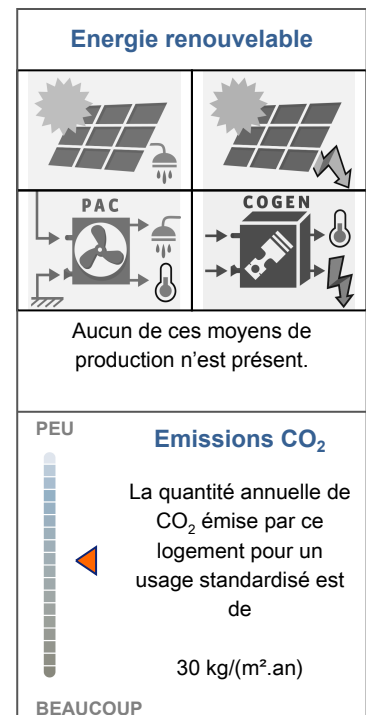 Energie renouvelable
PAC
COGEN
Aucun de ces moyens de
production n'est présent.
PEU
Emissions CO₂
La quantité annuelle de
CO₂ émise par ce
logement pour un
usage standardisé est
de
30 kg/(m².an)
BEAUCOUP